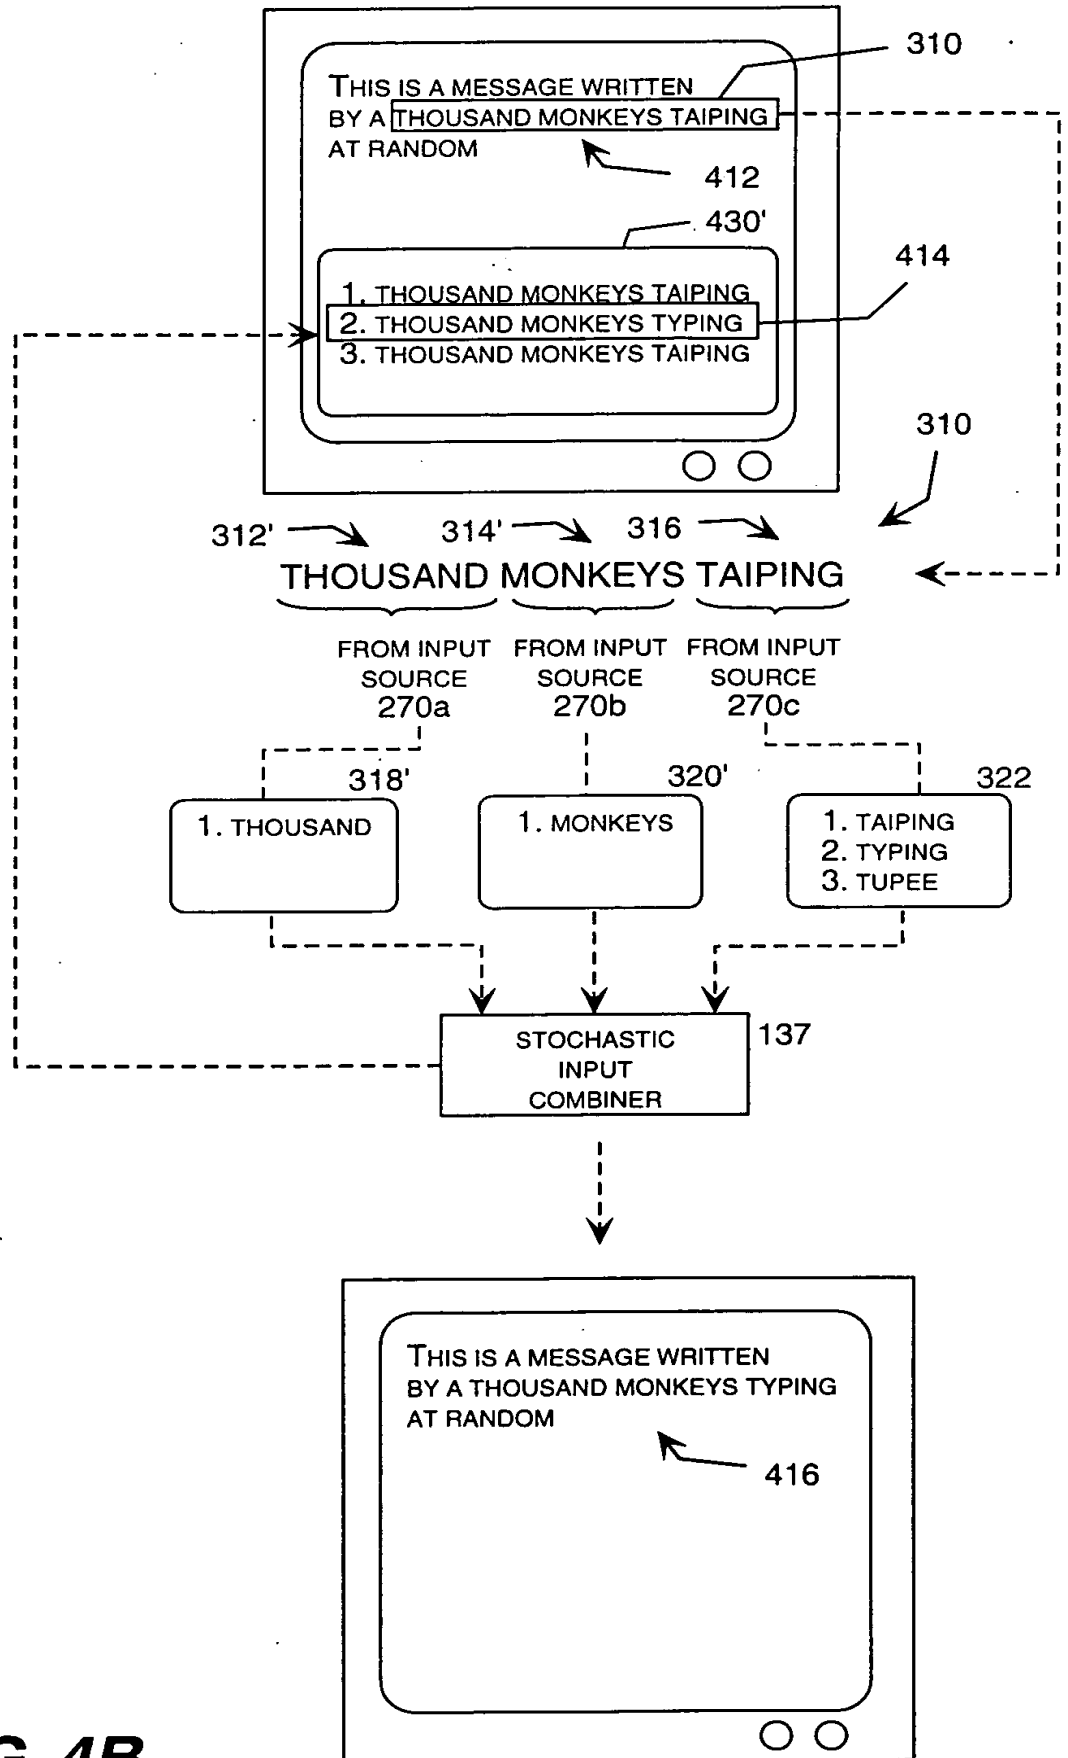 310
THIS IS A MESSAGE WRITTEN
BY A THOUSAND MONKEYS TAIPING
AT RANDOM
412
430'
414
1. THOUSAND MONKEYS TAIPING
2. THOUSAND MONKEYS TYPING
3. THOUSAND MONKEYS TAIPING
310
312' 314' 316
THOUSAND MONKEYS TAIPING
FROM INPUT SOURCE 270a
FROM INPUT SOURCE 270b
FROM INPUT SOURCE 270c
318'
1. THOUSAND
320'
1. MONKEYS
322
1. TAIPING
2. TYPING
3. TUPEE
STOCHASTIC
INPUT
COMBINER
137
THIS IS A MESSAGE WRITTEN
BY A THOUSAND MONKEYS TYPING
AT RANDOM
416
4B